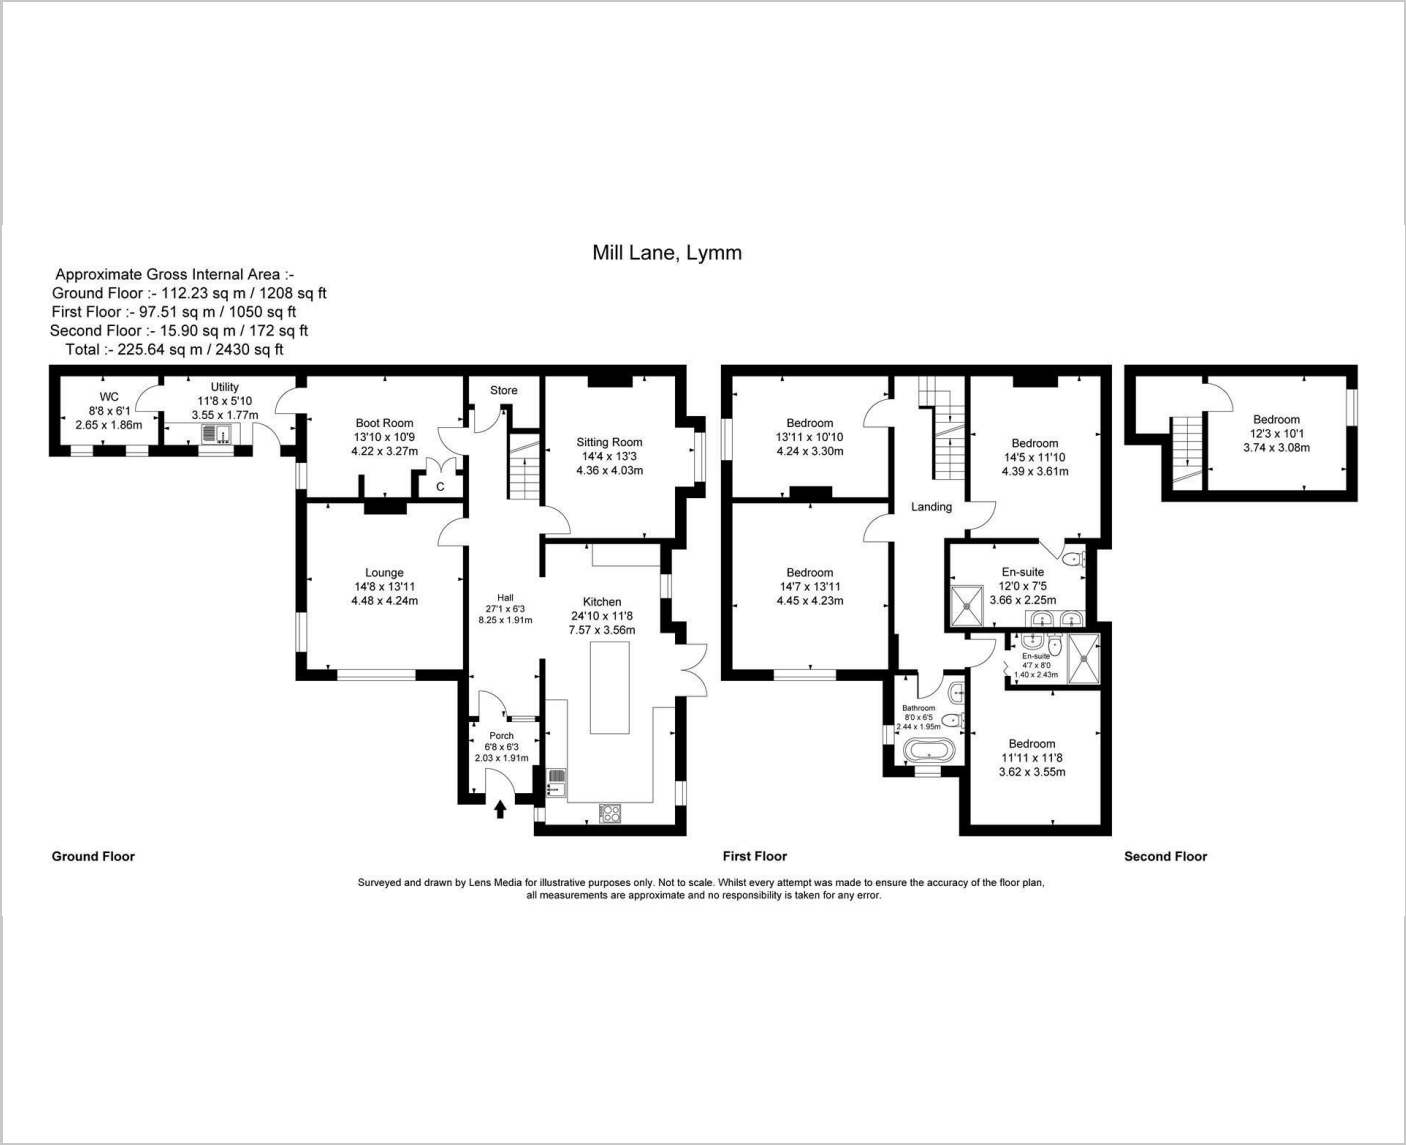 Mill Lane, Lymm
Approximate Gross Internal Area :-
Ground Floor :- 112.23 sq m / 1208 sq ft
First Floor :- 97.51 sq m / 1050 sq ft
Second Floor :- 15.90 sq m / 172 sq ft
Total :- 225.64 sq m / 2430 sq ft
WC
8'8 x 6'1
2.65 x 1.86m
Utility
11'8 x 5'10
3.55 x 1.77m
Boot Room
13'10 x 10'9
4.22 x 3.27m
C
Store
Sitting Room
14'4 x 13'3
4.36 x 4.03m
Lounge
14'8 x 13'11
4.48 x 4.24m
Hall
27'1 x 6'3
8.25 x 1.91m
Kitchen
24'10 x 11'8
7.57 x 3.56m
Porch
6'8 x 6'3
2.03 x 1.91m
Ground Floor
Bedroom
13'11 x 10'10
4.24 x 3.30m
Bedroom
14'5 x 11'10
4.39 x 3.61m
Landing
Bedroom
14'7 x 13'11
4.45 x 4.23m
En-suite
12'0 x 7'5
3.66 x 2.25m
En-suite
4'7 x 8'0
1.40 x 2.43m
Bathroom
8'0 x 6'5
2.44 x 1.95m
Bedroom
11'11 x 11'8
3.62 x 3.55m
First Floor
Bedroom
12'3 x 10'1
3.74 x 3.08m
Second Floor
Surveyed and drawn by Lens Media for illustrative purposes only. Not to scale. Whilst every attempt was made to ensure the accuracy of the floor plan,
all measurements are approximate and no responsibility is taken for any error.